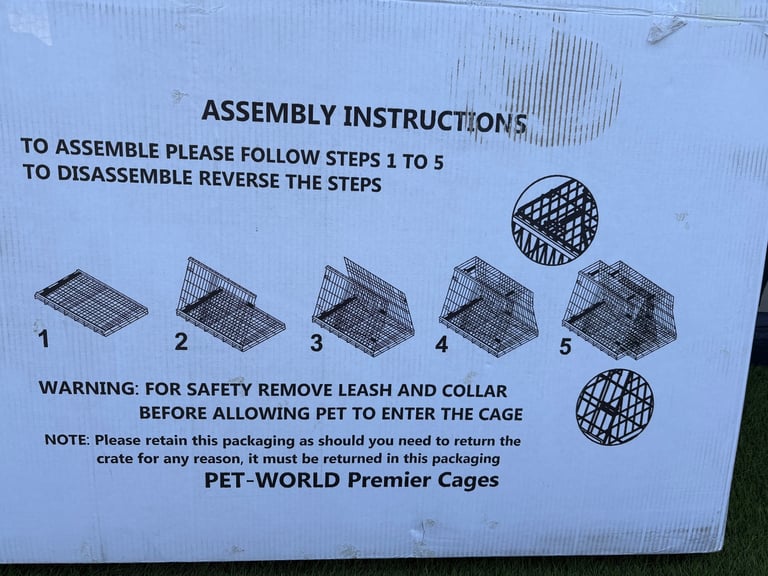 ASSEMBLY INSTRUCTIONS
TO ASSEMBLE PLEASE FOLLOW STEPS 1 TO 5
TO DISASSEMBLE REVERSE THE STEPS
1 2 3 4 5
WARNING: FOR SAFETY REMOVE LEASH AND COLLAR
BEFORE ALLOWING PET TO ENTER THE CAGE
NOTE: Please retain this packaging as should you need to return the
crate for any reason, it must be returned in this packaging
PET-WORLD Premier Cages